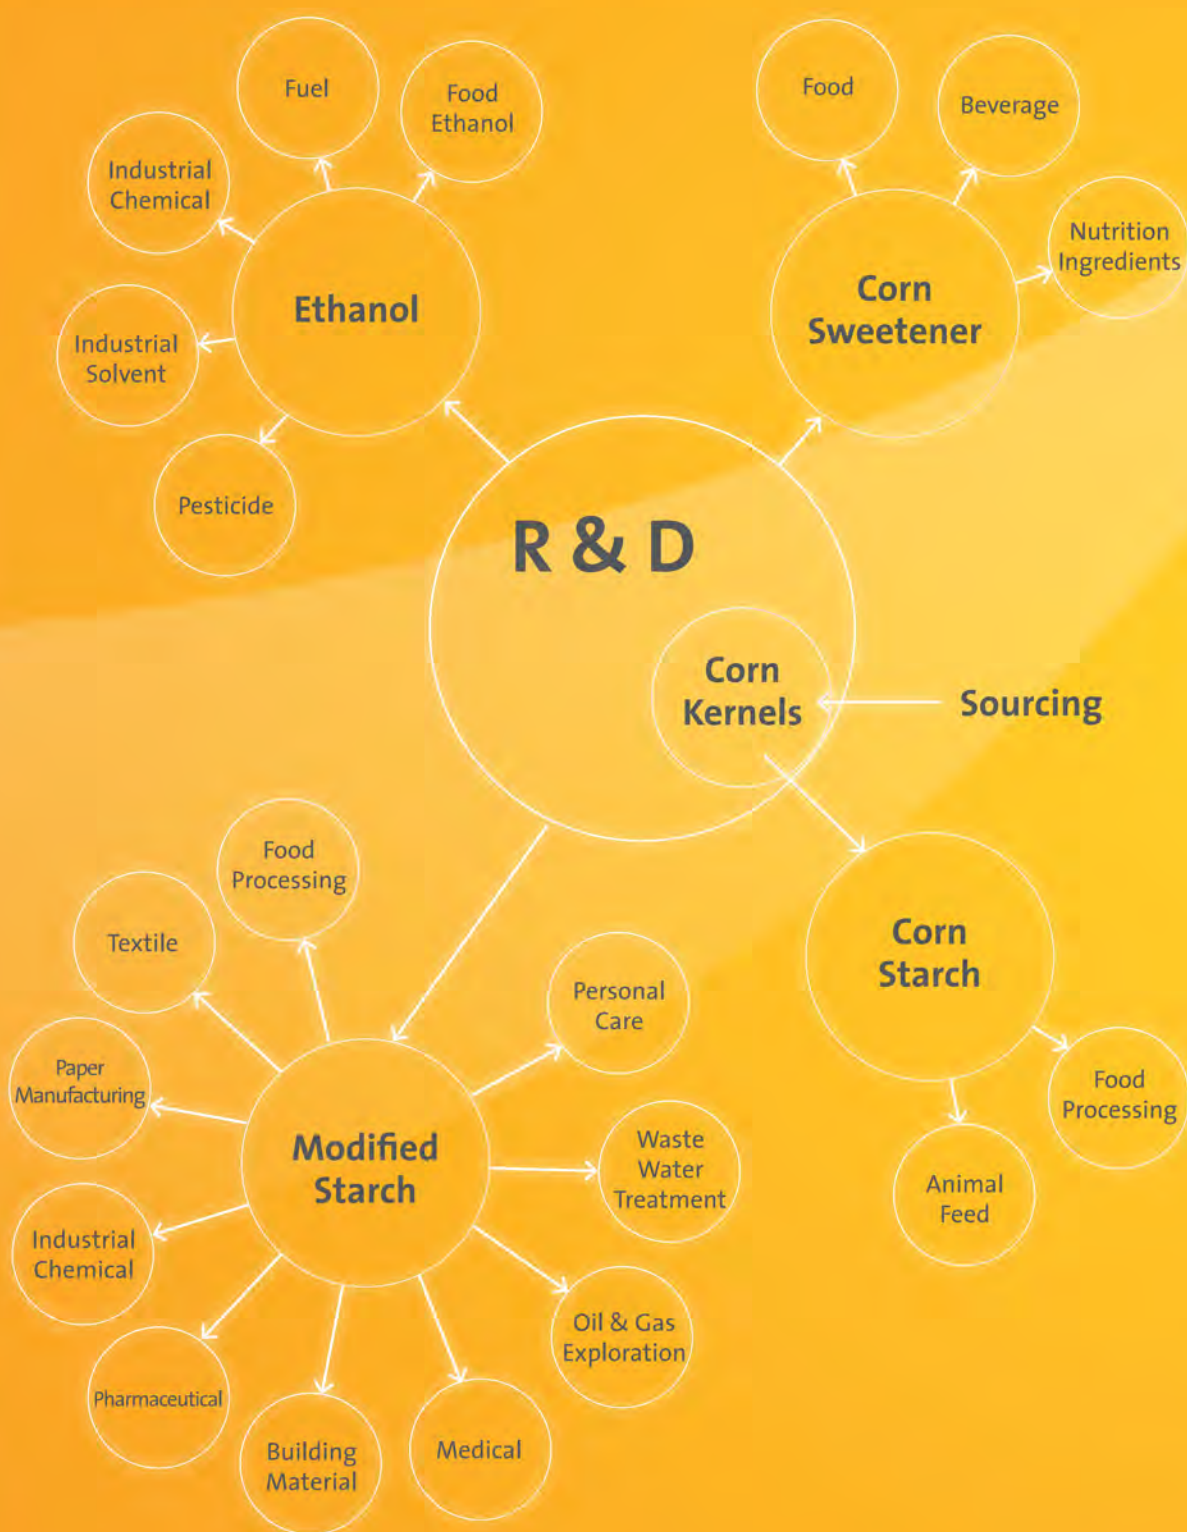 Fuel
Food
Ethanol
Industrial
Chemical
Ethanol
Industrial
Solvent
Pesticide
Food
Beverage
Nutrition
Ingredients
Corn
Sweetener
R & D
Corn
Kernels
Sourcing
Food
Processing
Textile
Paper
Manufacturing
Modified
Starch
Industrial
Chemical
Pharmaceutical
Building
Material
Medical
Oil & Gas
Exploration
Waste
Water
Treatment
Personal
Care
Corn
Starch
Food
Processing
Animal
Feed